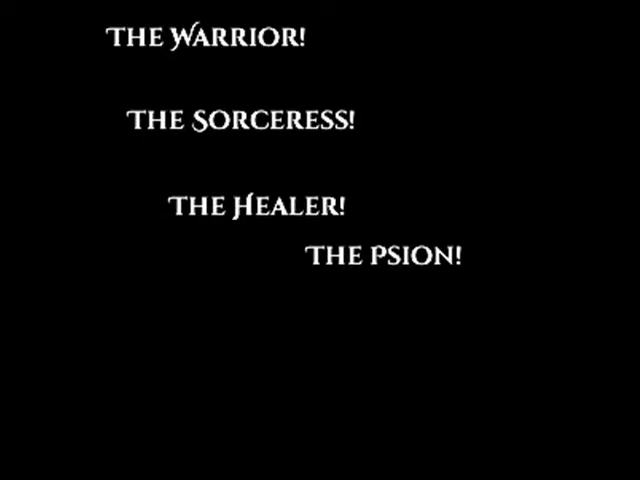 The Warrior!
The Sorceress!
The Healer!
The Psion!